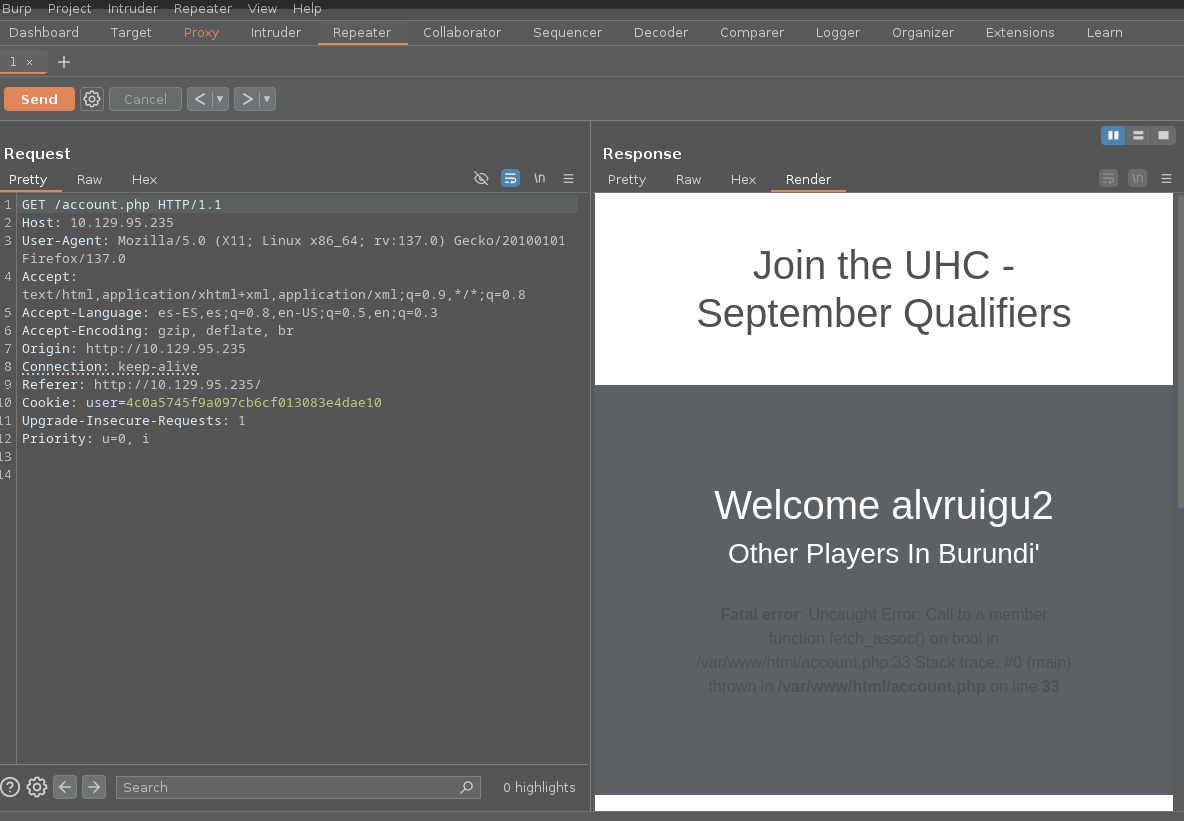 Burp Project Intruder Repeater View Help
Dashboard Target Proxy Intruder Repeater Collaborator Sequencer Decoder Comparer Logger Organizer Extensions Learn
1 × +
Send Cancel < ▾ > ▾
Request
Pretty Raw Hex \n
1 GET /account.php HTTP/1.1
2 Host: 10.129.95.235
3 User-Agent: Mozilla/5.0 (X11; Linux x86_64; rv:137.0) Gecko/20100101
Firefox/137.0
4 Accept:
text/html,application/xhtml+xml,application/xml;q=0.9,*/*;q=0.8
5 Accept-Language: es-ES,es;q=0.8,en-US;q=0.5,en;q=0.3
6 Accept-Encoding: gzip, deflate, br
7 Origin: http://10.129.95.235
8 Connection: keep-alive
9 Referer: http://10.129.95.235/
10 Cookie: user=4c0a5745f9a097cb6cf013083e4dae10
11 Upgrade-Insecure-Requests: 1
12 Priority: u=0, i
13
14
? Search 0 highlights
Response
Pretty Raw Hex Render \n
Join the UHC -
September Qualifiers
Welcome alvruigu2
Other Players In Burundi'
Fatal error: Uncaught Error: Call to a member
function fetch_assoc() on bool in
/var/www/html/account.php:33 Stack trace: #0 {main}
thrown in /var/www/html/account.php on line 33